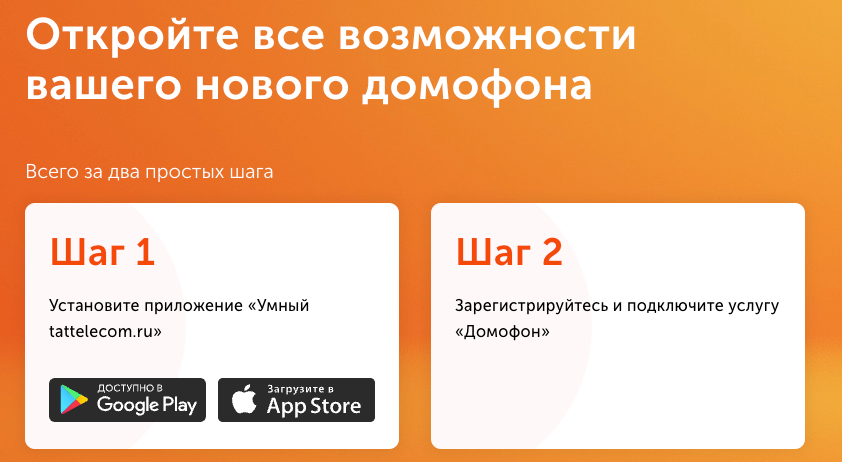 Откройте все возможности
вашего нового домофона
Всего за два простых шага
Шаг 1
Установите приложение «Умный
tattelecom.ru»
ДОСТУПНО В
Google Play
Загрузите в
App Store
Шаг 2
Зарегистрируйтесь и подключите услугу
«Домофон»